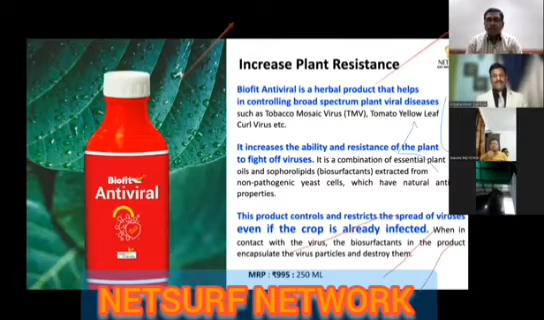 Increase Plant Resistance
Biofit Antiviral is a herbal product that helps
in controlling broad spectrum plant viral diseases
such as Tobacco Mosaic Virus (TMV), Tomato Yellow Leaf
Curl Virus etc.
It increases the ability and resistance of the plant
to fight off viruses. It is a combination of essential plant
oils and sophorolipids (biosurfactants) extracted from
non-pathogenic yeast cells, which have natural
properties.
This product controls and restricts the spread of viruses
even if the crop is already infected. When in
contact with the virus, the biosurfactants in the product
encapsulate the virus particles and destroy them.
MRP : ₹995 : 250 ML
Biofit
Antiviral
NETSURF NETWORK